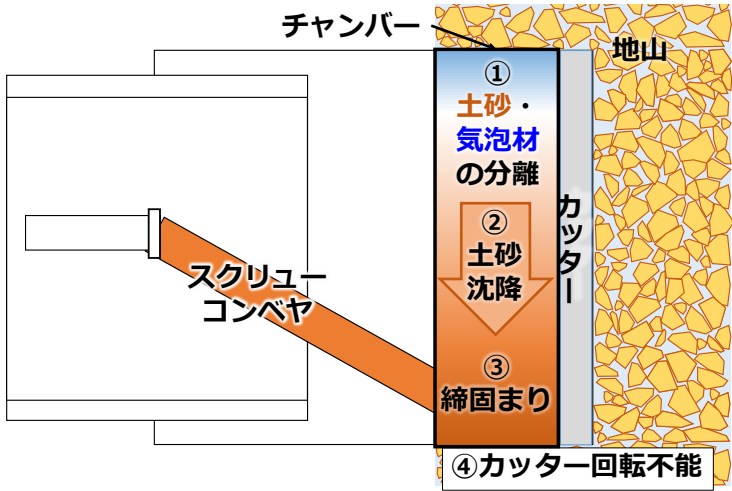 チャンバー
地山
①
土砂・
気泡材
の分離
②
土砂
沈降
カッター
スクリュー
コンベヤ
③
締固まり
④カッター回転不能